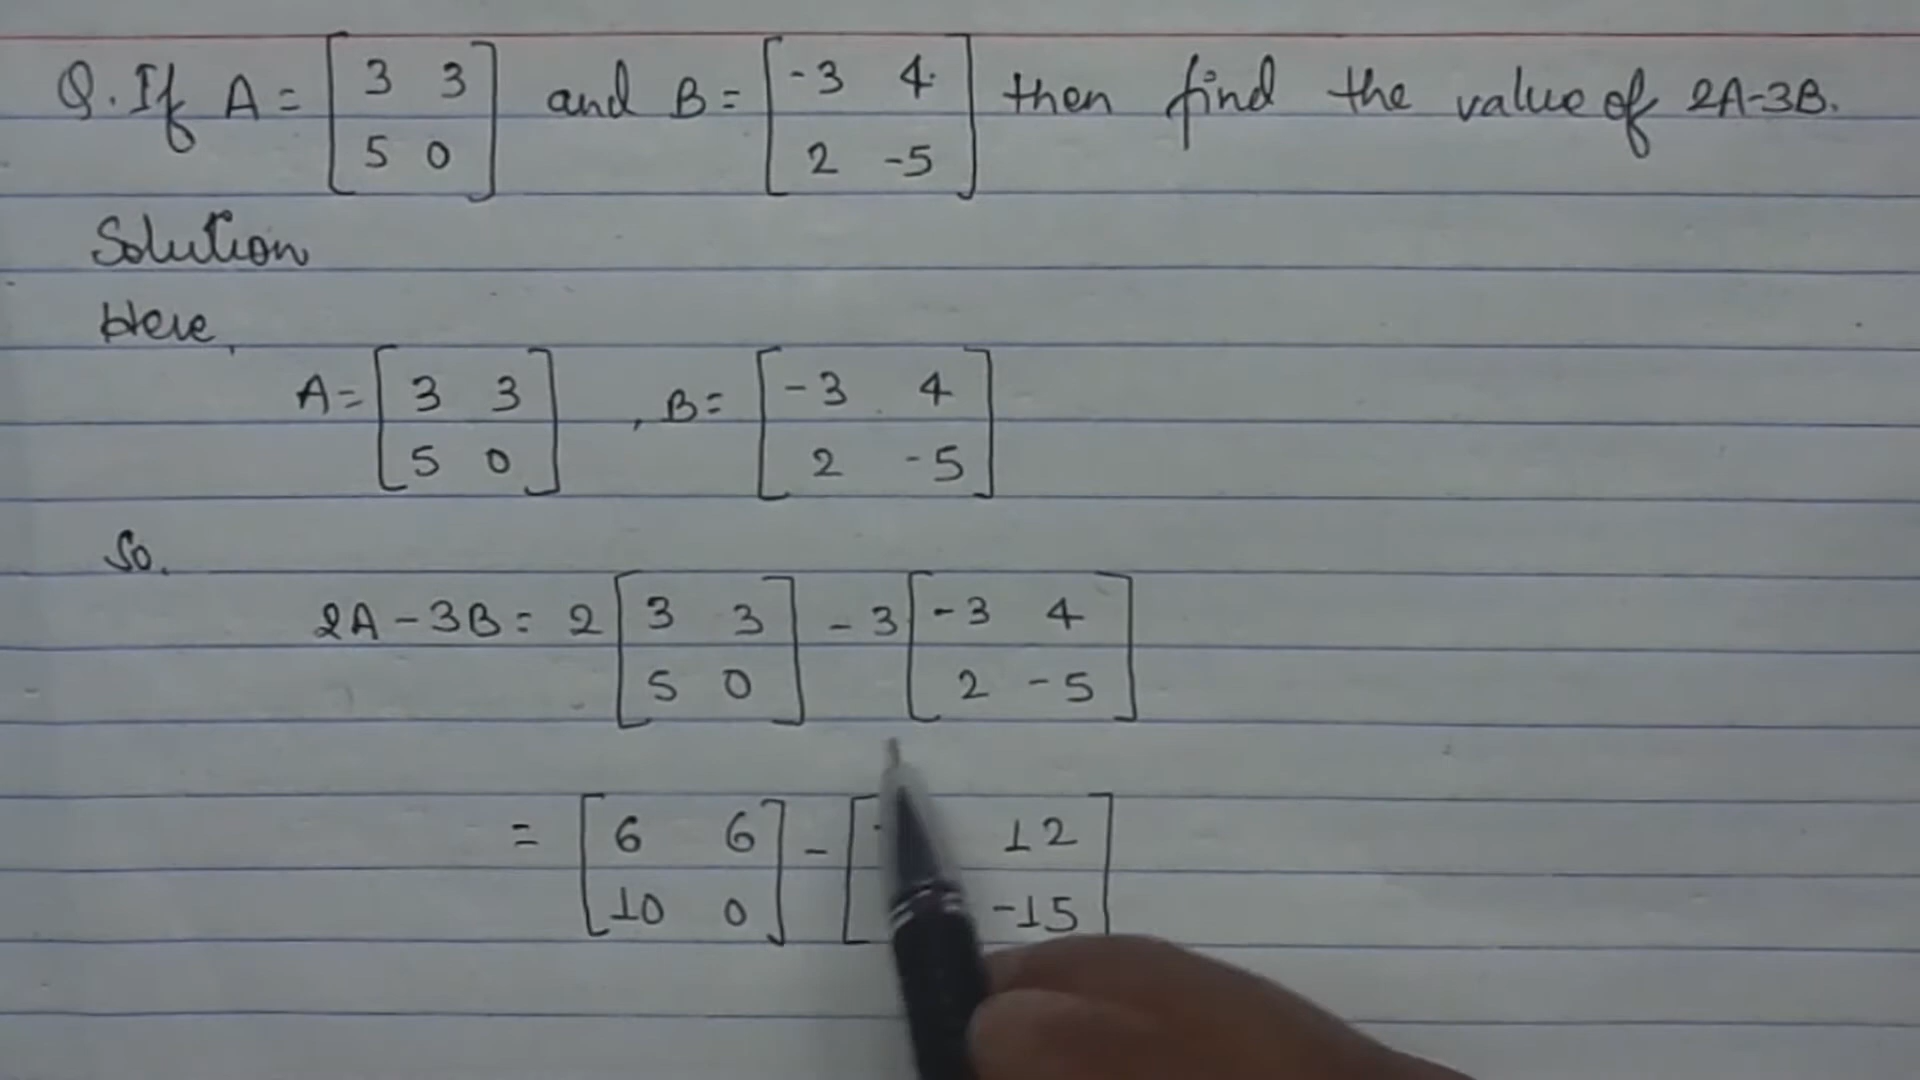 Q. If A = [ 3 3 ] and B = [ -3 4 ] then find the value of 2A-3B.
[ 5 0 ] [ 2 -5 ]
Solution
Here,
A = [ 3 3 ] , B = [ -3 4 ]
[ 5 0 ] [ 2 -5 ]
So,
2A - 3B = 2 [ 3 3 ] - 3 [ -3 4 ]
[ 5 0 ] [ 2 -5 ]
= [ 6 6 ] - [ 12 ]
[ 10 0 ] [ -15 ]